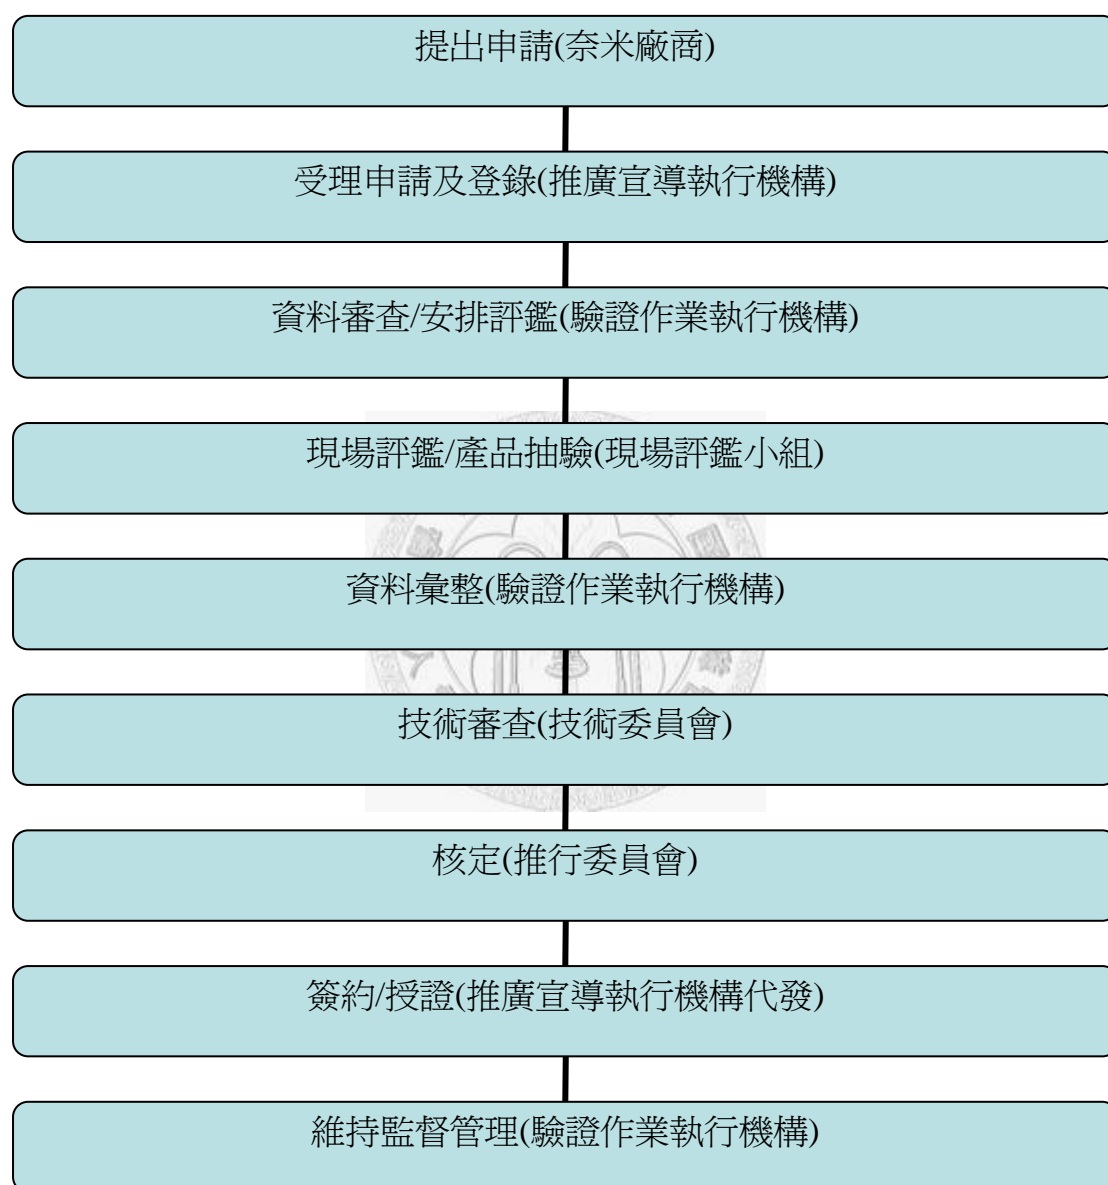 提出申請(奈米廠商)
受理申請及登錄(推廣宣導執行機構)
資料審查/安排評鑑(驗證作業執行機構)
現場評鑑/產品抽驗(現場評鑑小組)
資料彙整(驗證作業執行機構)
技術審查(技術委員會)
核定(推行委員會)
簽約/授證(推廣宣導執行機構代發)
維持監督管理(驗證作業執行機構)